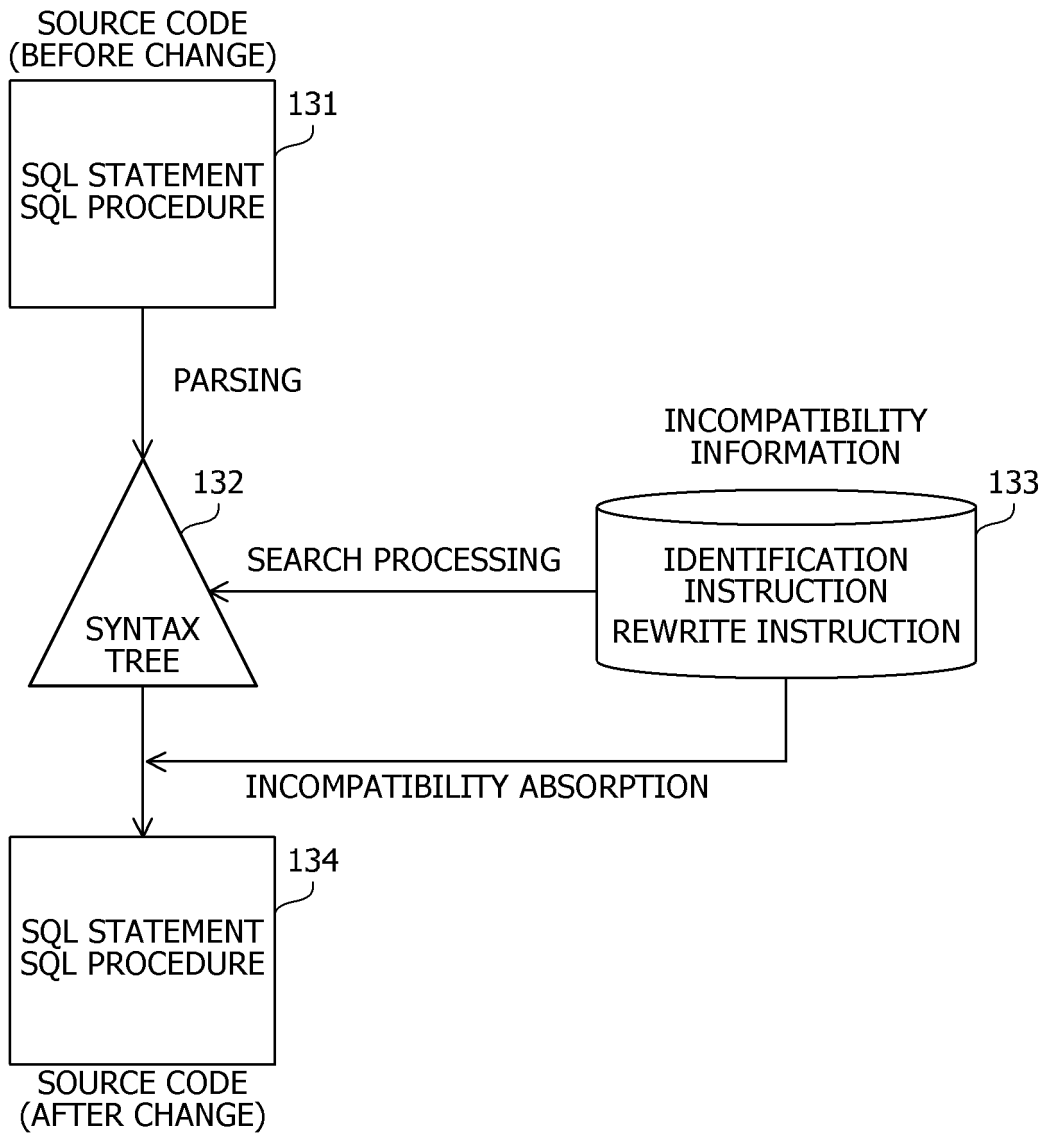 SOURCE CODE
(BEFORE CHANGE)
131
SQL STATEMENT
SQL PROCEDURE
PARSING
INCOMPATIBILITY
INFORMATION
132
133
SEARCH PROCESSING
IDENTIFICATION
INSTRUCTION
REWRITE INSTRUCTION
SYNTAX
TREE
INCOMPATIBILITY ABSORPTION
134
SQL STATEMENT
SQL PROCEDURE
SOURCE CODE
(AFTER CHANGE)